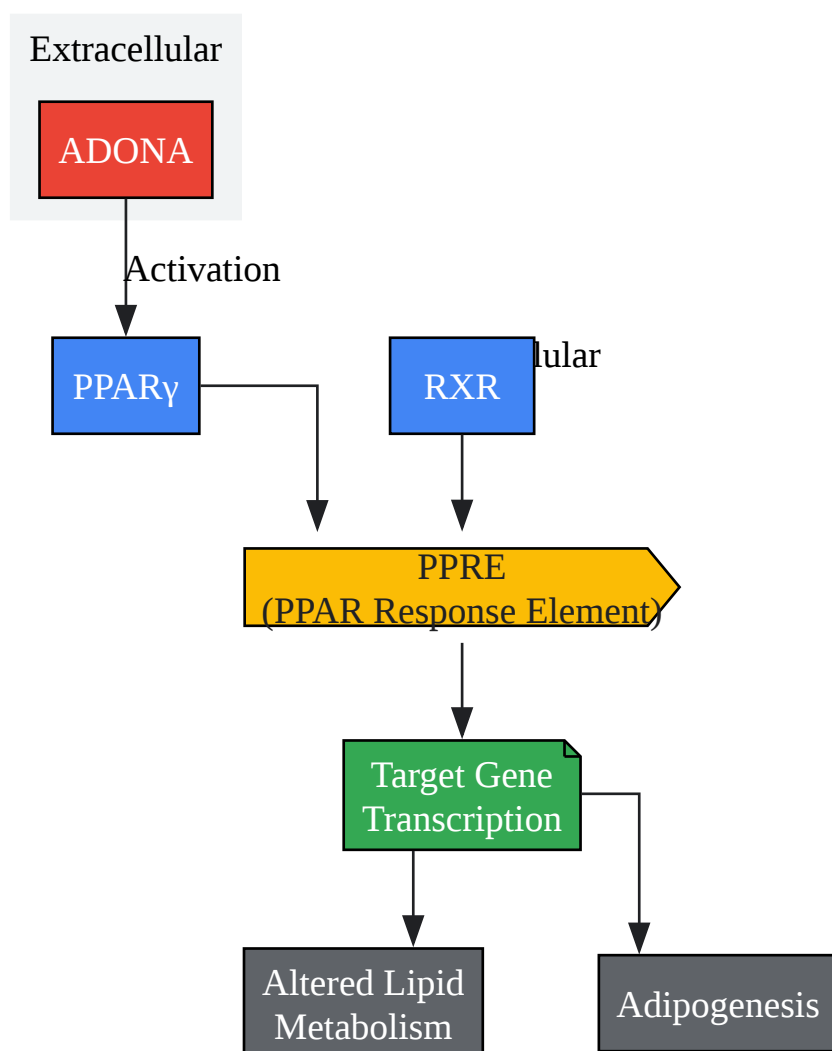 Extracellular
ADONA
Activation
PPARγ
RXR
lular
PPRE
(PPAR Response Element)
Target Gene
Transcription
Altered Lipid
Metabolism
Adipogenesis